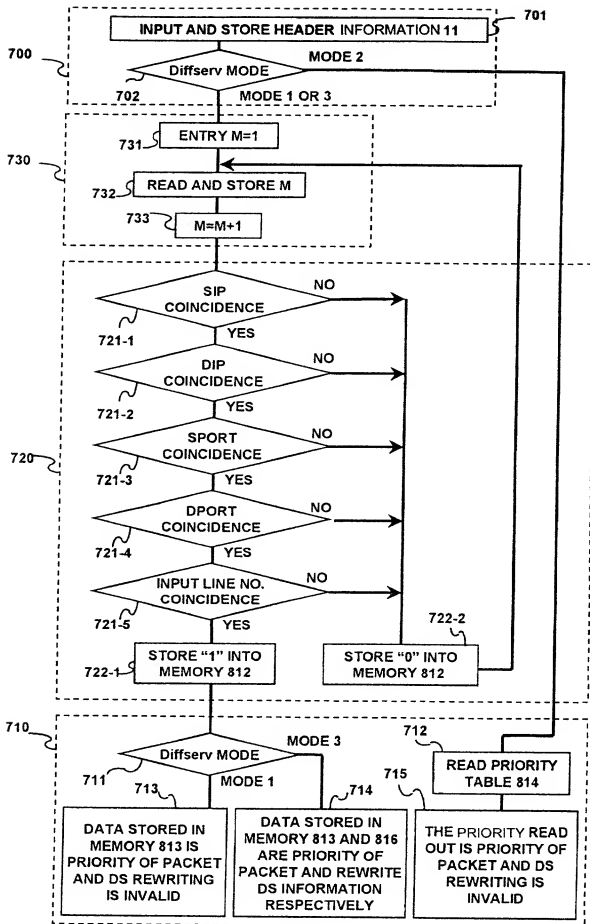 INPUT AND STORE HEADER INFORMATION 11
701
700
Diffserv MODE
MODE 2
702
MODE 1 OR 3
ENTRY M=1
731
730
READ AND STORE M
732
733
M=M+1
SIP
COINCIDENCE
NO
721-1
YES
DIP
COINCIDENCE
NO
721-2
YES
SPORT
COINCIDENCE
NO
720
721-3
YES
DPORT
COINCIDENCE
NO
721-4
YES
INPUT LINE NO.
COINCIDENCE
NO
721-5
YES
722-2
STORE "1" INTO
MEMORY 812
722-1
STORE "0" INTO
MEMORY 812
710
Diffserv MODE
MODE 3
711
MODE 1
712
READ PRIORITY
TABLE 814
713
DATA STORED IN
MEMORY 813 IS
PRIORITY OF PACKET
AND DS REWRITING
IS INVALID
714
DATA STORED IN
MEMORY 813 AND 816
ARE PRIORITY OF
PACKET AND REWRITE
DS INFORMATION
RESPECTIVELY
715
THE PRIORITY READ
OUT IS PRIORITY OF
PACKET AND DS
REWRITING IS
INVALID